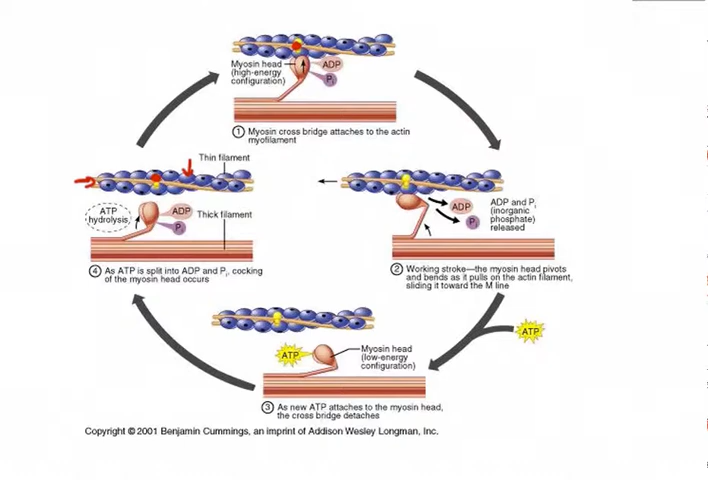 Myosin head
(high-energy
configuration)
ADP
Pi
① Myosin cross bridge attaches to the actin
myofilament
Thin filament
ATP
hydrolysis
ADP
Pi
Thick filament
④ As ATP is split into ADP and Pi, cocking
of the myosin head occurs
ADP
Pi
ADP and Pi
(inorganic
phosphate)
released
② Working stroke—the myosin head pivots
and bends as it pulls on the actin filament,
sliding it toward the M line
ATP
ATP
Myosin head
(low-energy
configuration)
③ As new ATP attaches to the myosin head,
the cross bridge detaches
Copyright © 2001 Benjamin Cummings, an imprint of Addison Wesley Longman, Inc.